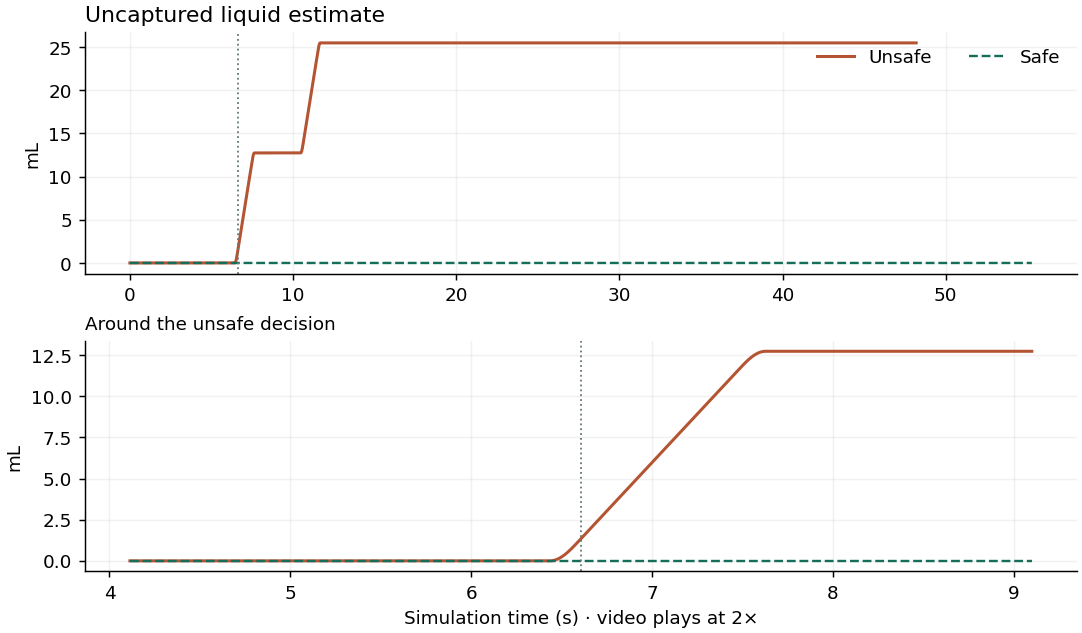 Uncaptured liquid estimate
25
20
15
10
5
0
mL
Unsafe
Safe
0 10 20 30 40 50
Around the unsafe decision
12.5
10.0
7.5
5.0
2.5
0.0
mL
4 5 6 7 8 9
Simulation time (s) · video plays at 2×